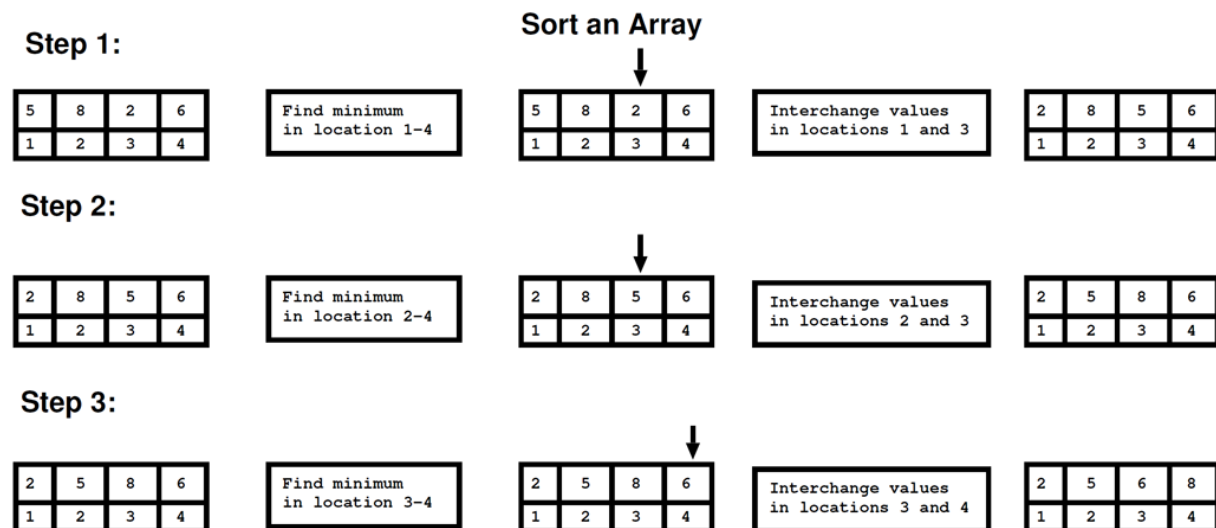 Sort an Array
Step 1:
5 8 2 6
1 2 3 4
Find minimum
in location 1-4
5 8 2 6
1 2 3 4
Interchange values
in locations 1 and 3
2 8 5 6
1 2 3 4
Step 2:
2 8 5 6
1 2 3 4
Find minimum
in location 2-4
2 8 5 6
1 2 3 4
Interchange values
in locations 2 and 3
2 5 8 6
1 2 3 4
Step 3:
2 5 8 6
1 2 3 4
Find minimum
in location 3-4
2 5 8 6
1 2 3 4
Interchange values
in locations 3 and 4
2 5 6 8
1 2 3 4